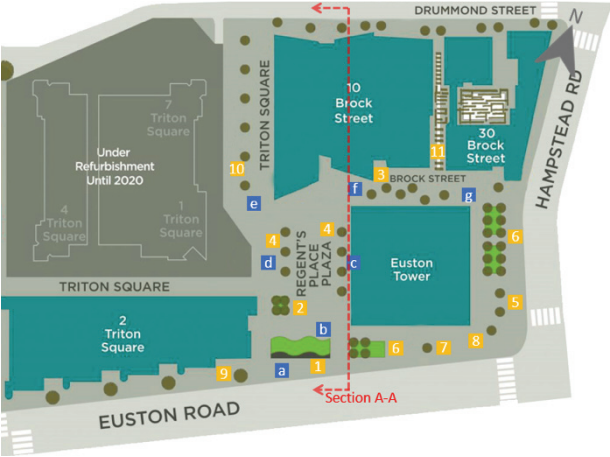 DRUMMOND STREET
N
10
Brock
Street
30
Brock
Street
HAMPSTEAD RD
TRITON SQUARE
7
Triton
Square
Under
Refurbishment
Until 2020
4
Triton
Square
1
Triton
Square
11
10
3
BROCK STREET
f
g
e
4
4
6
d
c
REGENT'S
PLACE
PLAZA
Euston
Tower
TRITON SQUARE
2
5
2
Triton
Square
b
8
6
7
1
9
a
Section A-A
EUSTON ROAD